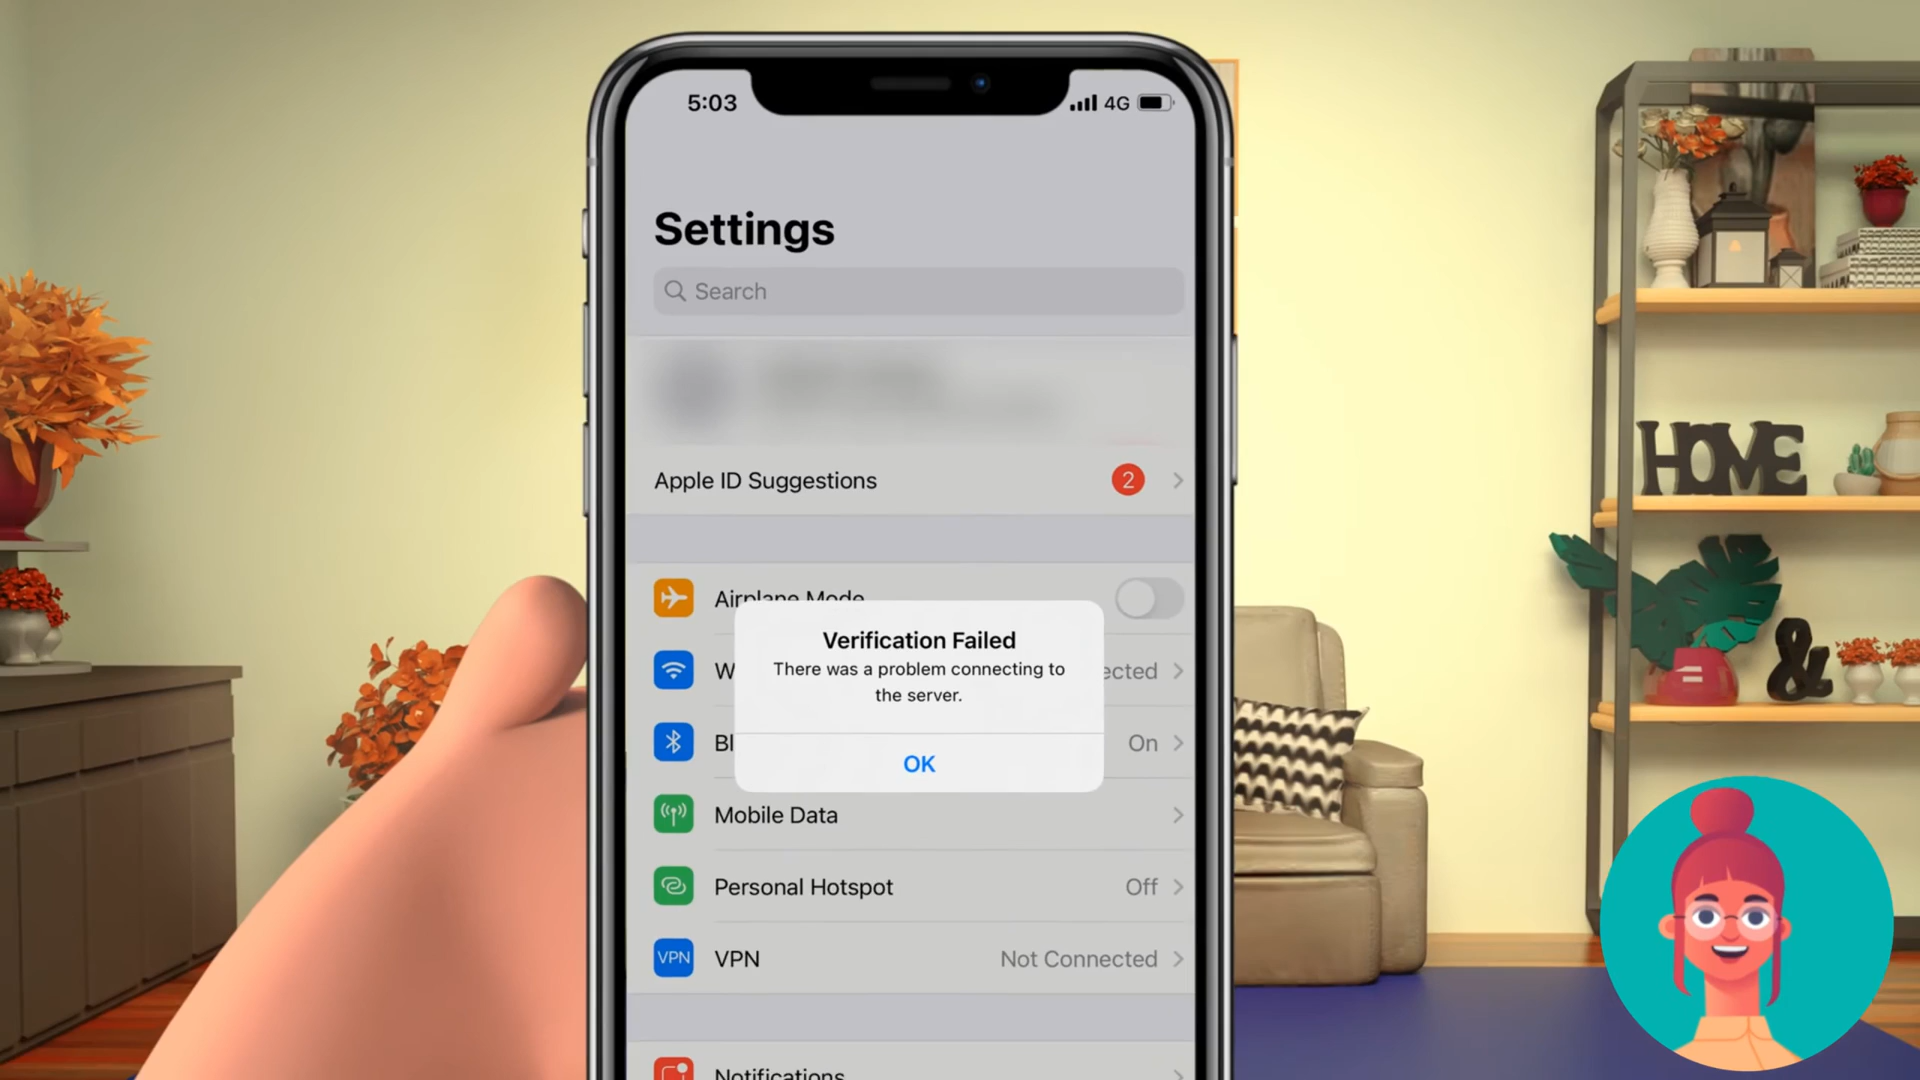 5:03
4G
Settings
Search
Apple ID Suggestions
2
Airplane Mode
Verification Failed
There was a problem connecting to
the server.
OK
W
ected
Bl
On
Mobile Data
Personal Hotspot
Off
VPN
VPN
Not Connected
Notifications
HOME
&